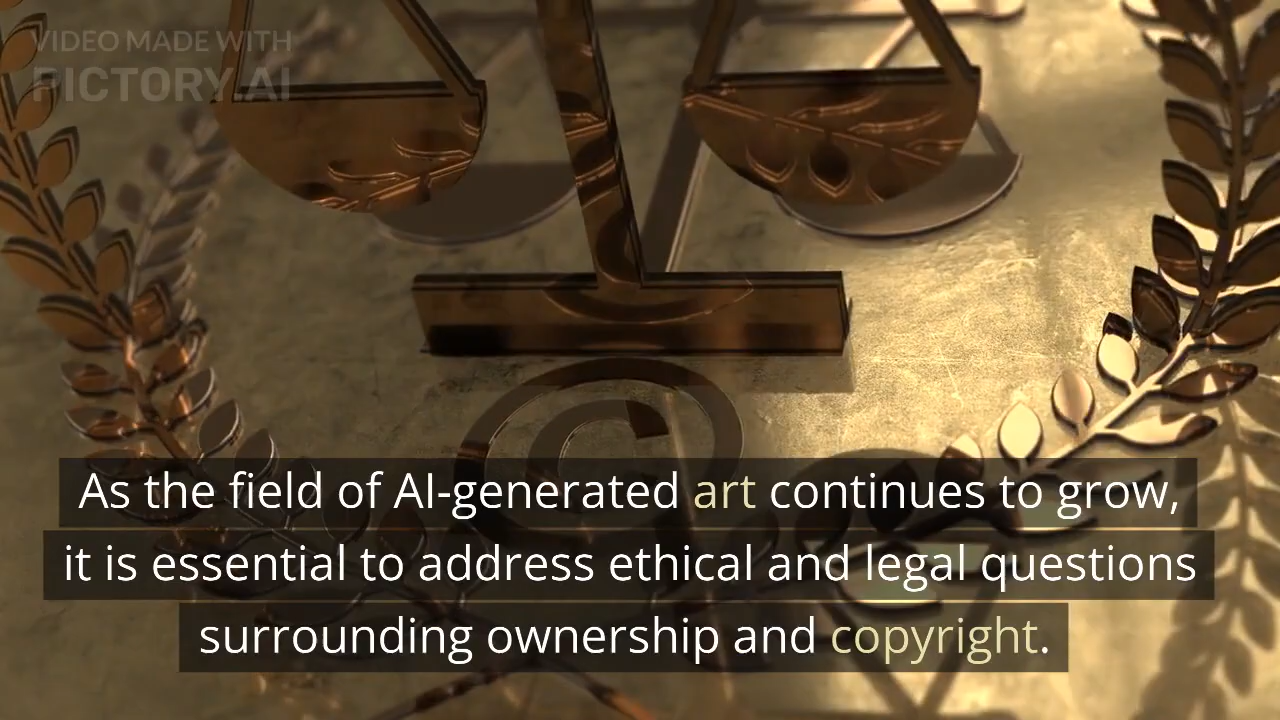 VIDEO MADE WITH
PICTORY.AI
©
As the field of AI-generated art continues to grow,
it is essential to address ethical and legal questions
surrounding ownership and copyright.